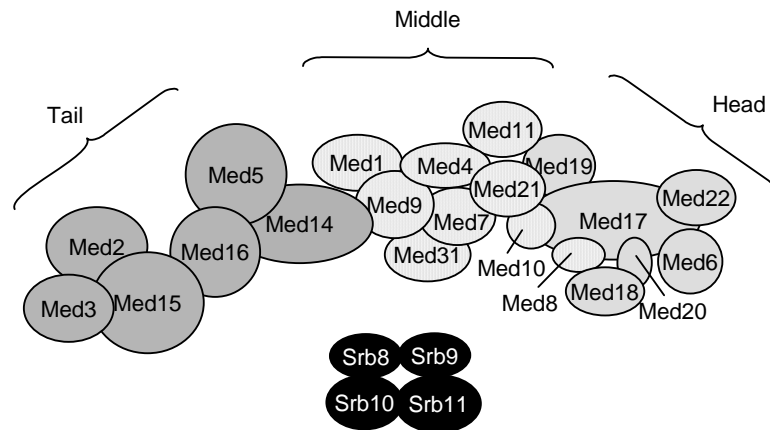 Middle
Tail
Head
Med11
Med5
Med1
Med4
Med19
Med21
Med22
Med9
Med14
Med7
Med17
Med2
Med16
Med31
Med10
Med6
Med3
Med15
Med8
Med18
Med20
Srb8
Srb9
Srb10
Srb11